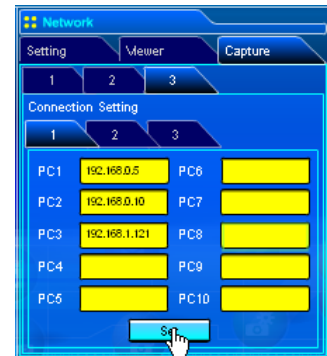 Network
Setting Viewer Capture
1 2 3
Connection Setting
1 2 3
PC1 192.168.0.5 PC6
PC2 192.168.0.10 PC7
PC3 192.168.1.121 PC8
PC4 PC9
PC5 PC10